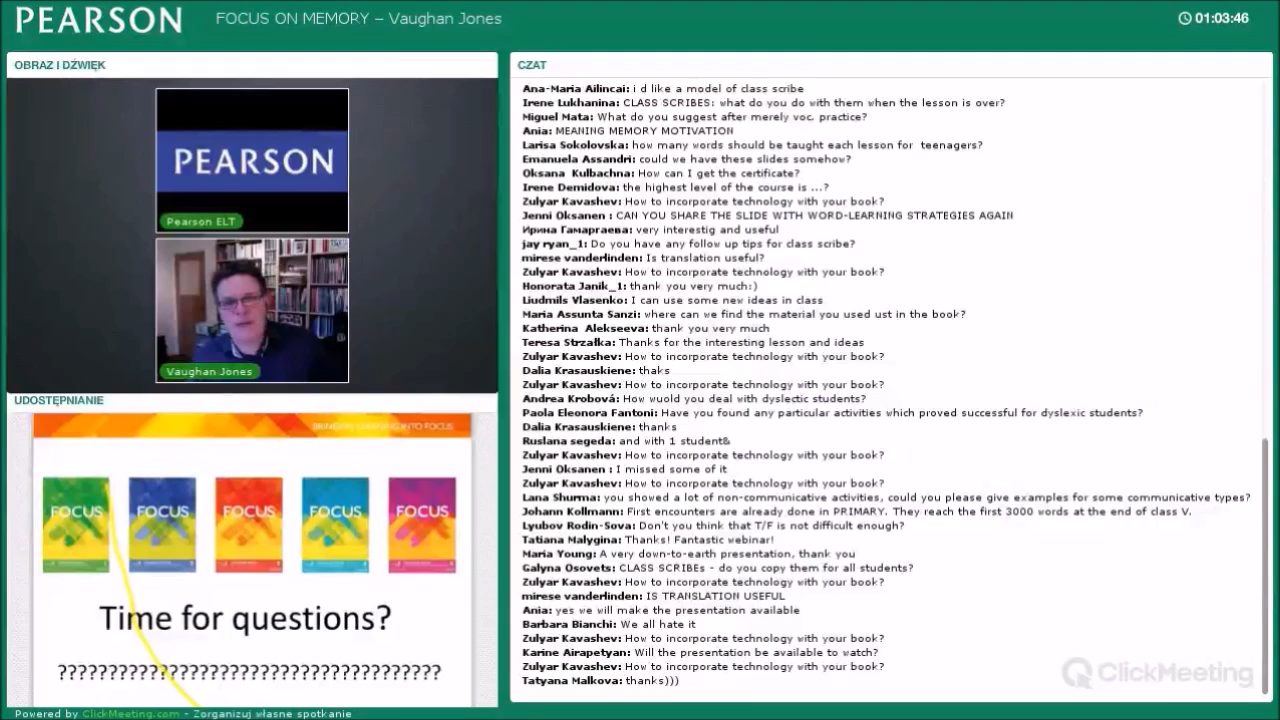 PEARSON
FOCUS ON MEMORY – Vaughan Jones
01:03:46
OBRAZ I DŹWIĘK
PEARSON
Pearson ELT
Vaughan Jones
UDOSTĘPNIANIE
FOCUS
FOCUS
FOCUS
FOCUS
FOCUS
Time for questions?
???????????????????????????????????????
CZAT
Ana-Maria Ailincai: i d like a model of class scribe
Irene Lukhanina: CLASS SCRIBES: what do you do with them when the lesson is over?
Miguel Mata: What do you suggest after merely voc. practice?
Ania: MEANING MEMORY MOTIVATION
Larisa Sokolovska: how many words should be taught each lesson for teenagers?
Emanuela Assandri: could we have these slides somehow?
Oksana Kulbachna: How can I get the certificate?
Irene Demidova: the highest level of the course is ...?
Zulyar Kavashev: How to incorporate technology with your book?
Jenni Oksanen : CAN YOU SHARE THE SLIDE WITH WORD-LEARNING STRATEGIES AGAIN
Ирина Гамаргаева: very interestig and useful
jay ryan_1: Do you have any follow up tips for class scribe?
mirese vanderlinden: Is translation useful?
Zulyar Kavashev: How to incorporate technology with your book?
Honorata Janik_1: thank you very much:)
Liudmils Vlasenko: I can use some new ideas in class
Maria Assunta Sanzi: where can we find the material you used ust in the book?
Katherina Alekseeva: thank you very much
Teresa Strzałka: Thanks for the interesting lesson and ideas
Zulyar Kavashev: How to incorporate technology with your book?
Dalia Krasauskiene: thaks
Zulyar Kavashev: How to incorporate technology with your book?
Andrea Krobová: How wuold you deal with dyslectic students?
Paola Eleonora Fantoni: Have you found any particular activities which proved successful for dyslexic students?
Dalia Krasauskiene: thanks
Ruslana segeda: and with 1 student&
Zulyar Kavashev: How to incorporate technology with your book?
Jenni Oksanen : I missed some of it
Zulyar Kavashev: How to incorporate technology with your book?
Lana Shurma: you showed a lot of non-communicative activities, could you please give examples for some communicative types?
Johann Kollmann: First encounters are already done in PRIMARY. They reach the first 3000 words at the end of class V.
Lyubov Rodin-Sova: Don't you think that T/F is not difficult enough?
Tatiana Malygina: Thanks! Fantastic webinar!
Maria Young: A very down-to-earth presentation, thank you
Galyna Osovets: CLASS SCRIBEs - do you copy them for all students?
Zulyar Kavashev: How to incorporate technology with your book?
mirese vanderlinden: IS TRANSLATION USEFUL
Ania: yes we will make the presentation available
Barbara Bianchi: We all hate it
Zulyar Kavashev: How to incorporate technology with your book?
Karine Airapetyan: Will the presentation be available to watch?
Zulyar Kavashev: How to incorporate technology with your book?
Tatyana Malkova: thanks)))
ClickMeeting
Powered by ClickMeeting.com - Zorganizuj własne spotkanie